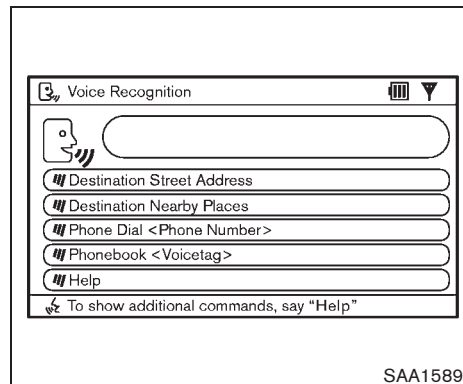 Voice Recognition
Destination Street Address
Destination Nearby Places
Phone Dial <Phone Number>
Phonebook <Voicetag>
Help
To show additional commands, say “Help”
SAA1589